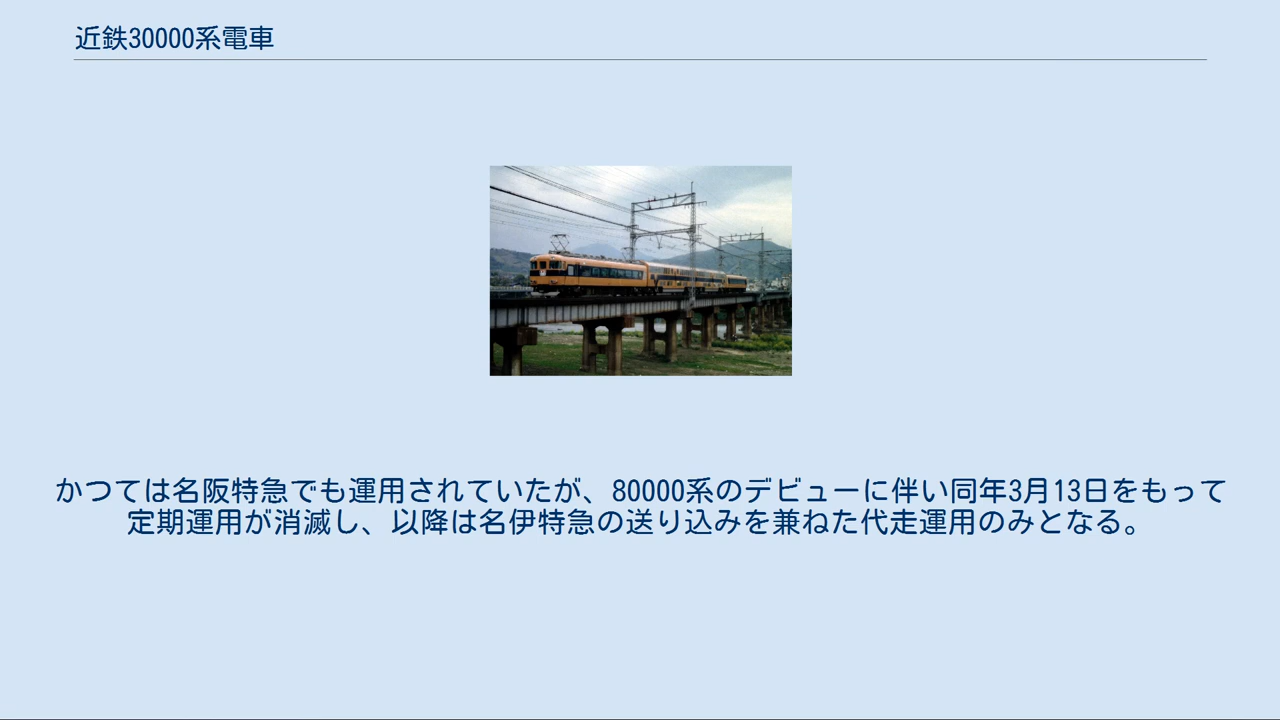 近鉄30000系電車
かつては名阪特急でも運用されていたが、80000系のデビューに伴い同年3月13日をもって
定期運用が消滅し、以降は名伊特急の送り込みを兼ねた代走運用のみとなる。